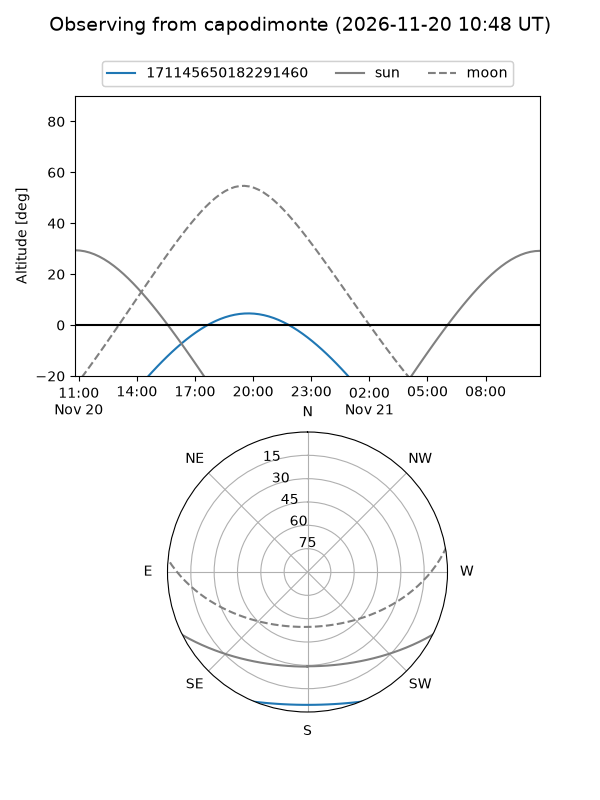 Observing from capodimonte (2026-11-20 10:48 UT)
171145650182291460 sun moon
Altitude [deg]
80
60
40
20
0
−20
11:00 14:00 17:00 20:00 23:00 02:00 05:00 08:00
Nov 20 Nov 21
N
NE NW
15
30
45
60
75
E W
SE SW
S